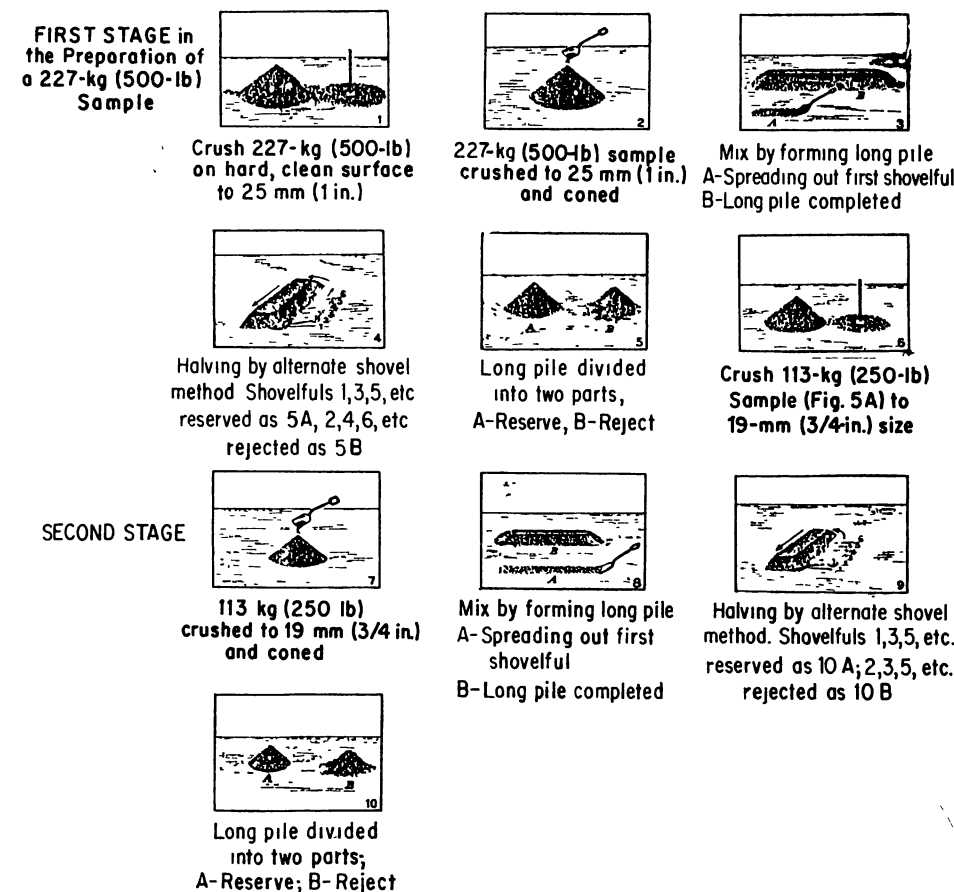 FIRST STAGE in
the Preparation of
a 227-kg (500-lb)
Sample
1
Crush 227-kg (500-lb)
on hard, clean surface
to 25 mm (1 in.)
2
227-kg (500-lb) sample
crushed to 25 mm (1 in.)
and coned
A
B
3
Mix by forming long pile
A-Spreading out first shovelful
B-Long pile completed
4
Halving by alternate shovel
method Shovelfuls 1,3,5, etc
reserved as 5A, 2,4,6, etc
rejected as 5B
A
B
5
Long pile divided
into two parts,
A-Reserve, B-Reject
6
Crush 113-kg (250-lb)
Sample (Fig. 5A) to
19-mm (3/4-in.) size
SECOND STAGE
7
113 kg (250 lb)
crushed to 19 mm (3/4 in.)
and coned
B
A
8
Mix by forming long pile
A-Spreading out first
shovelful
B-Long pile completed
9
Halving by alternate shovel
method. Shovelfuls 1,3,5, etc.
reserved as 10 A; 2,3,5, etc.
rejected as 10 B
A
B
10
Long pile divided
into two parts;
A-Reserve; B-Reject